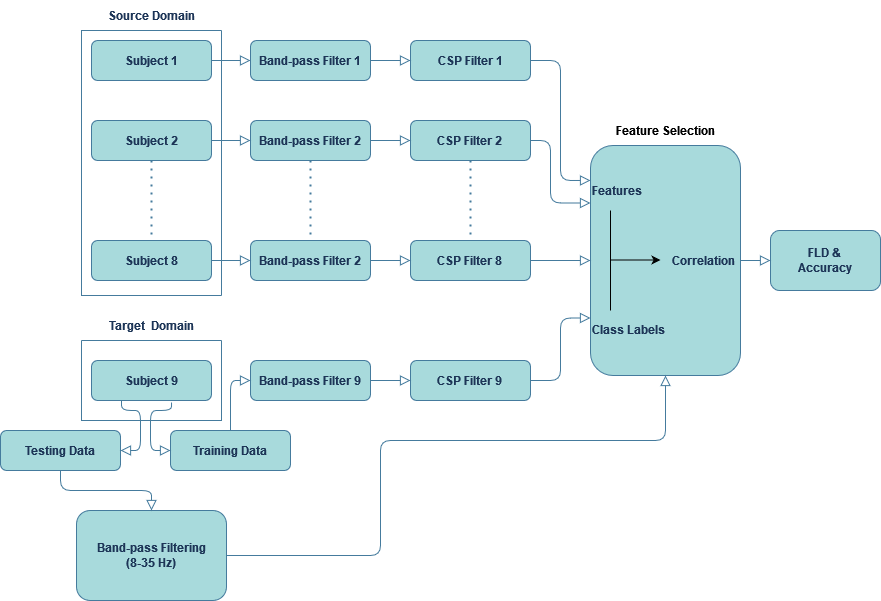 Source Domain
Subject 1
Band-pass Filter 1
CSP Filter 1
Subject 2
Band-pass Filter 2
CSP Filter 2
Feature Selection
Features
Subject 8
Band-pass Filter 2
CSP Filter 8
Correlation
FLD &
Accuracy
Target Domain
Class Labels
Subject 9
Band-pass Filter 9
CSP Filter 9
Testing Data
Training Data
Band-pass Filtering
(8-35 Hz)